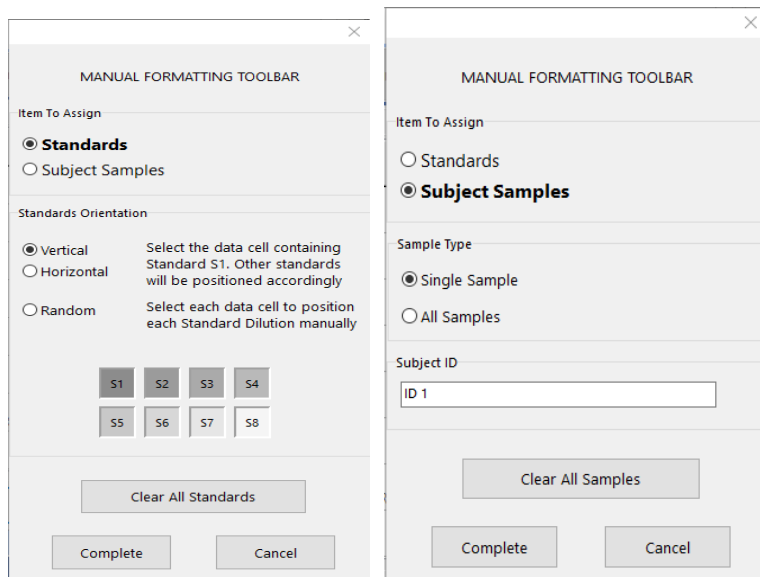 MANUAL FORMATTING TOOLBAR
Item To Assign
Standards
Subject Samples
Standards Orientation
Vertical
Horizontal
Select the data cell containing
Standard S1. Other standards
will be positioned accordingly
Random
Select each data cell to position
each Standard Dilution manually
S1 S2 S3 S4
S5 S6 S7 S8
Clear All Standards
Complete Cancel
MANUAL FORMATTING TOOLBAR
Item To Assign
Standards
Subject Samples
Sample Type
Single Sample
All Samples
Subject ID
ID 1
Clear All Samples
Complete Cancel